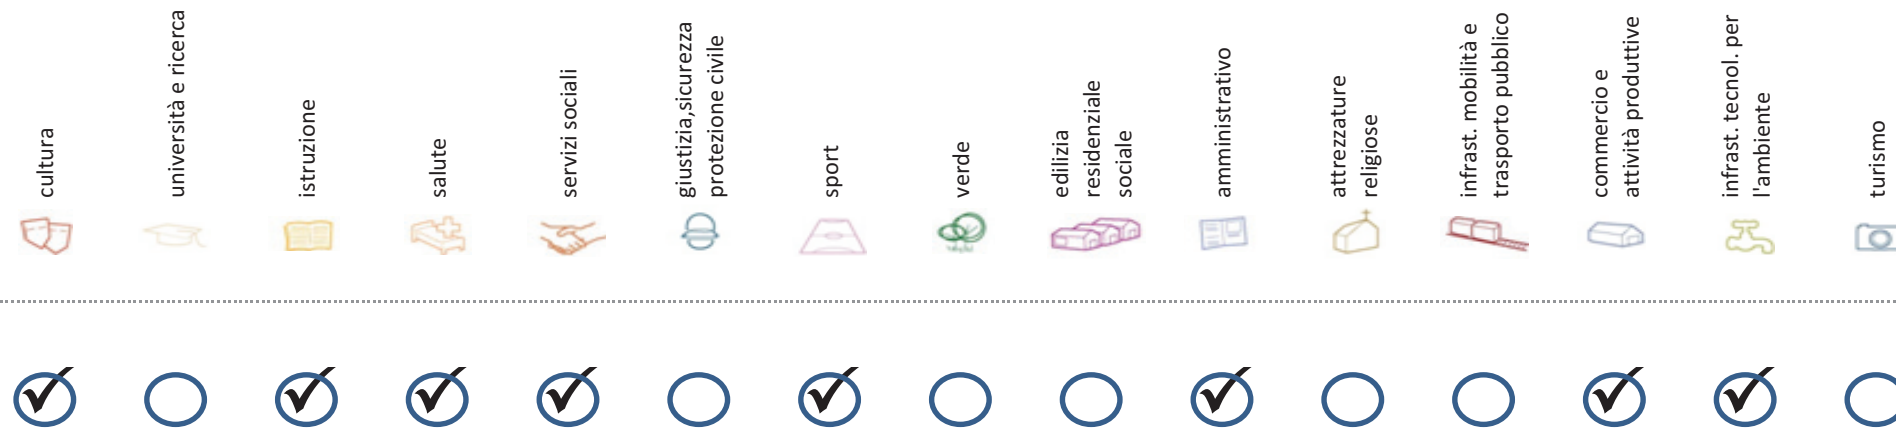 cultura
università e ricerca
istruzione
salute
servizi sociali
giustizia,sicurezza
protezione civile
sport
verde
edilizia
residenziale
sociale
amministrativo
attrezzature
religiose
infrast. mobilità e
trasporto pubblico
commercio e
attività produttive
infrast. tecnol. per
l'ambiente
turismo